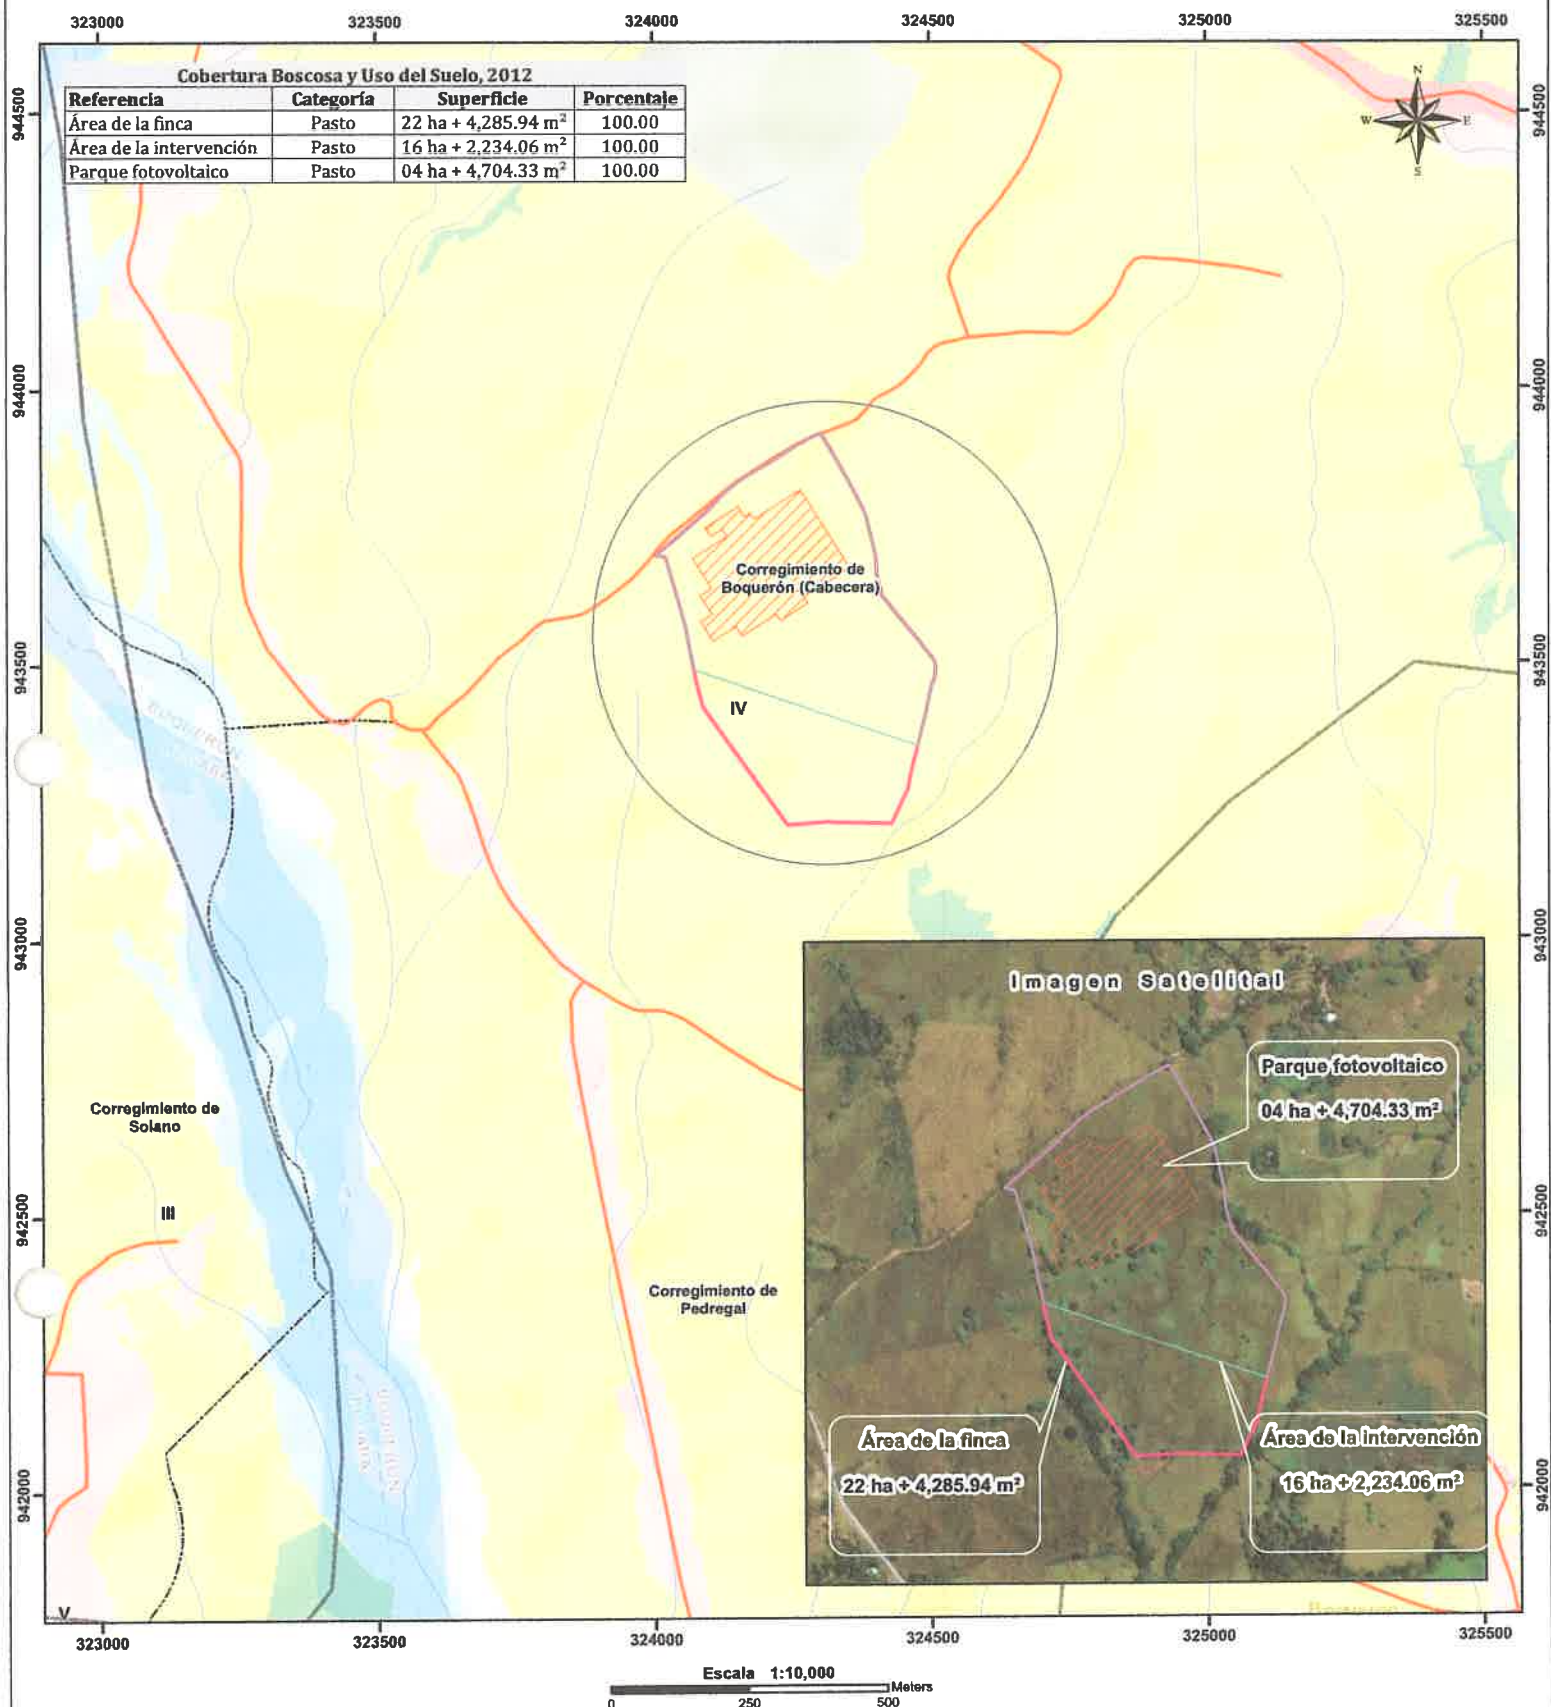 323000 323500 324000 324500 325000 325500
Cobertura Boscosa y Uso del Suelo, 2012
Referencia Categoría Superficie Porcentaje
Área de la finca Pasto 22 ha + 4,285.94 m² 100.00
Área de la intervención Pasto 16 ha + 2,234.06 m² 100.00
Parque fotovoltaico Pasto 04 ha + 4,704.33 m² 100.00
N
W E
S
944500 944500
944000 944000
Corregimiento de
Boquerón (Cabecera)
943500 943500
IV
943000 943000
Imagen Satelital
Parque fotovoltaico
04 ha + 4,704.33 m²
Corregimiento de
Solano
III
942500 942500
Corregimiento de
Pedregal
Área de la finca
22 ha + 4,285.94 m²
Área de la intervención
16 ha + 2,234.06 m²
942000 942000
V
323000 323500 324000 324500 325000 325500
Escala 1:10,000
Meters
0 250 500